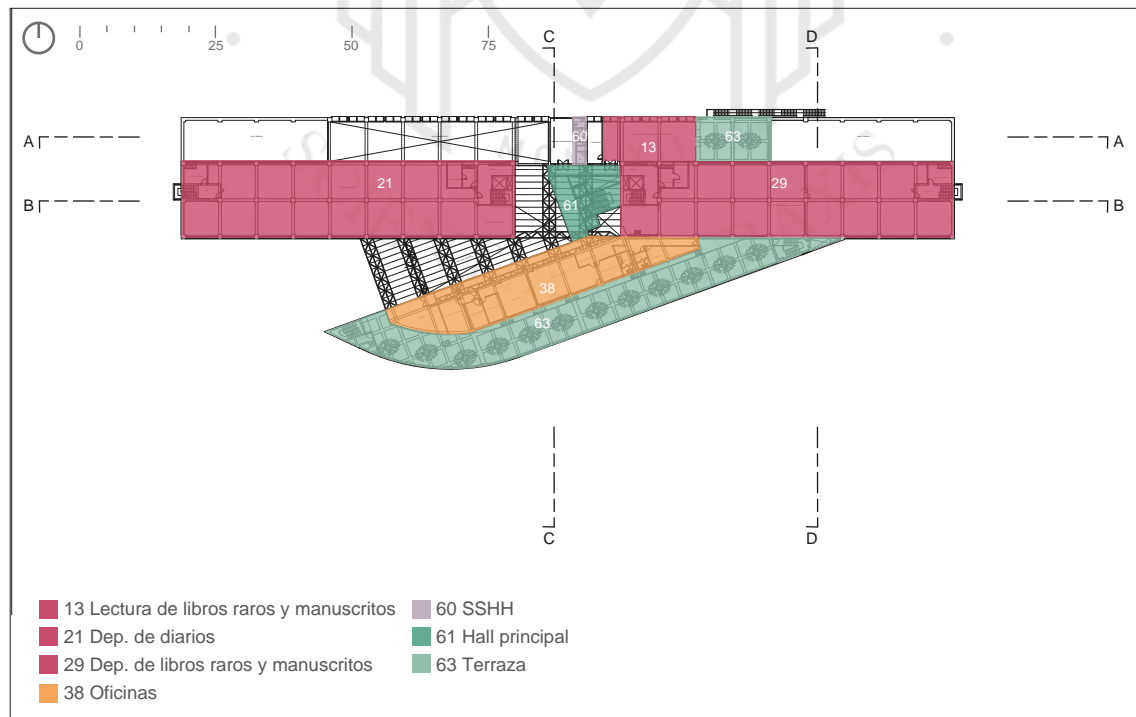 0 25 50 75
C D
A 60 63 A
13
21 29
B 61 B
38
63
C D
13 Lectura de libros raros y manuscritos
21 Dep. de diarios
29 Dep. de libros raros y manuscritos
38 Oficinas
60 SSHH
61 Hall principal
63 Terraza